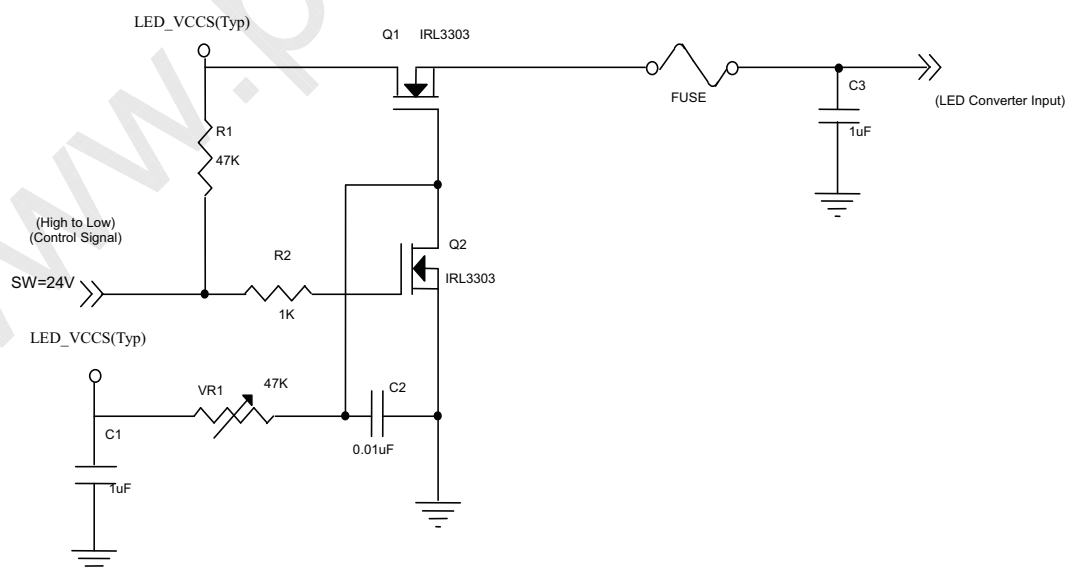 LED_VCCS(Typ)
Q1 IRL3303
FUSE
C3
1uF
(LED Converter Input)
R1
47K
(High to Low)
(Control Signal)
SW=24V
R2
1K
Q2
IRL3303
LED_VCCS(Typ)
VR1
47K
C2
0.01uF
C1
1uF
www.p